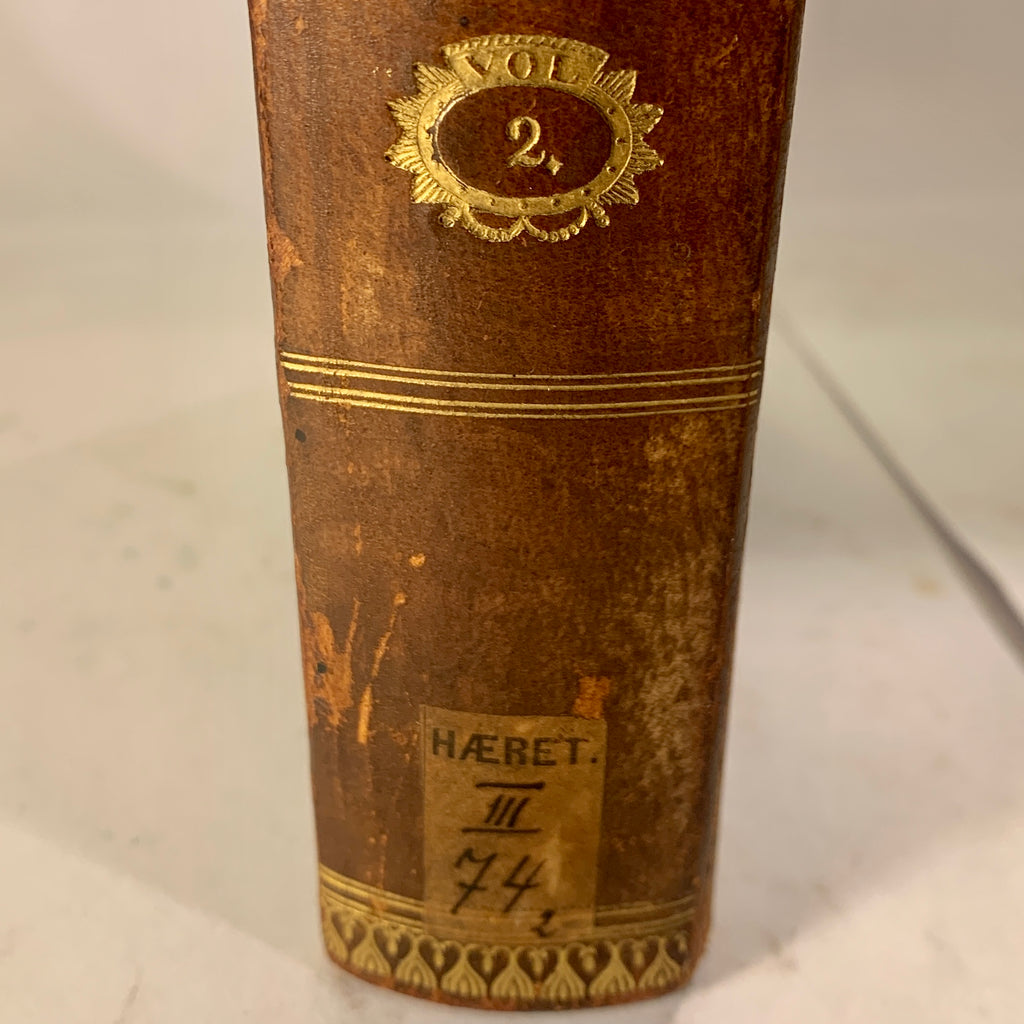 VOL
2.
HÆRET.
III
74
2